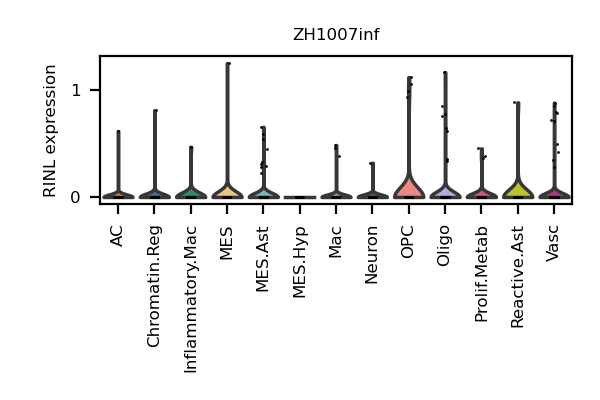 ZH1007inf
RINL expression
1
0
AC
Chromatin.Reg
Inflammatory.Mac
MES
MES.Ast
MES.Hyp
Mac
Neuron
OPC
Oligo
Prolif.Metab
Reactive.Ast
Vasc